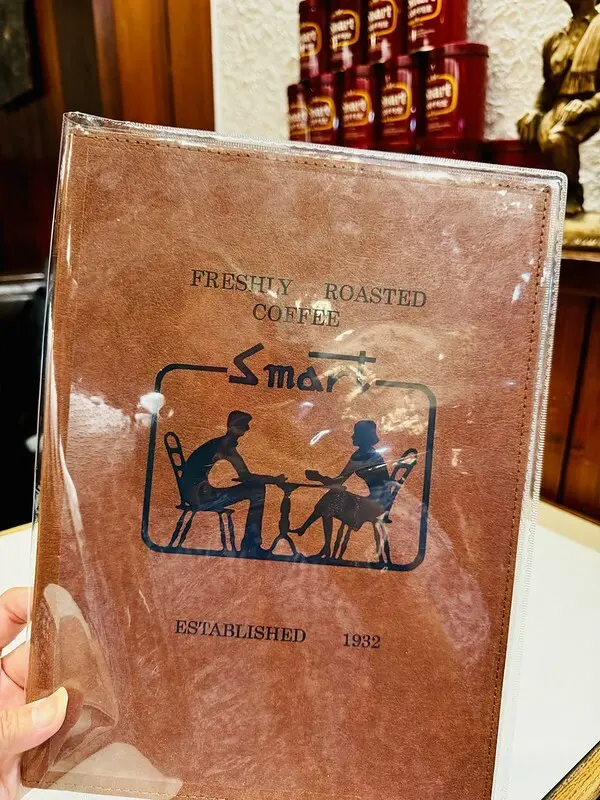 FRESHLY ROASTED
COFFEE
Smart
ESTABLISHED 1932